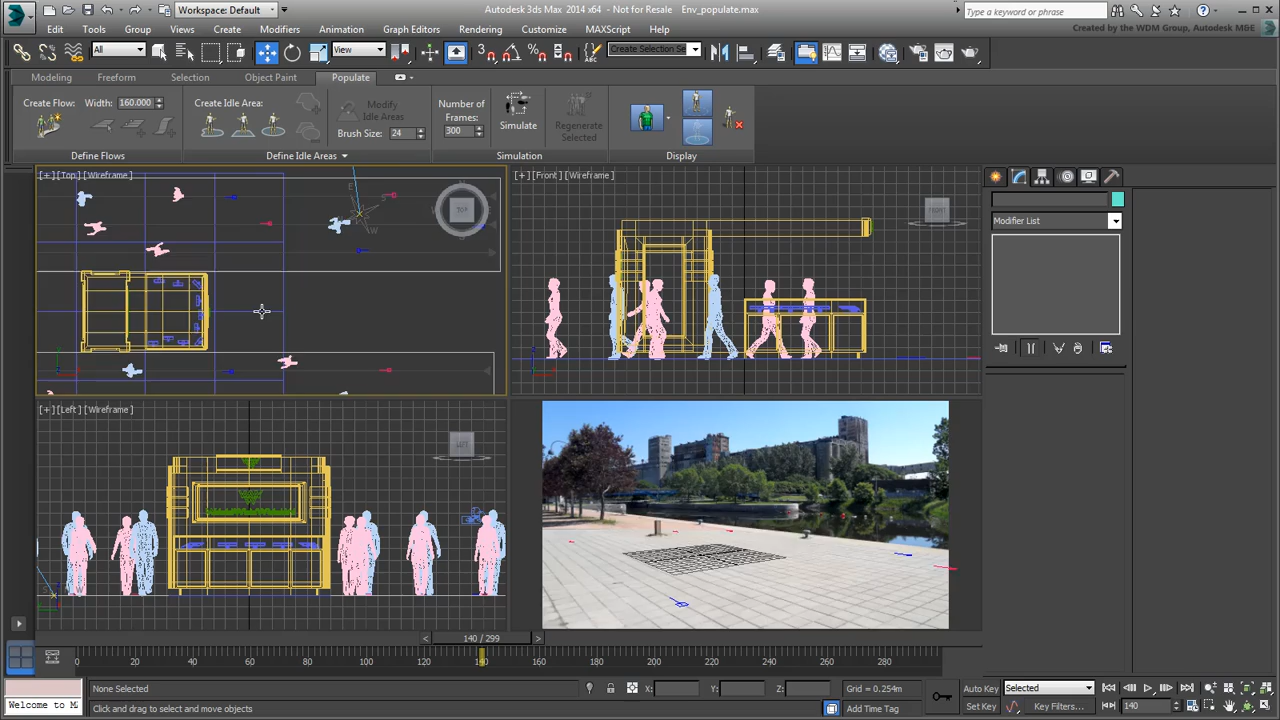 Workspace: Default
Autodesk 3ds Max 2014 x64 - Not for Resale Env_populate.max
Type a keyword or phrase
Edit Tools Group Views Create Modifiers Animation Graph Editors Rendering Customize MAXScript Help
Created by the WDM Group, Autodesk M&E
All View Create Selection Se
Modeling Freeform Selection Object Paint Populate
Create Flow: Width: 160.000 Create Idle Area: Modify Idle Areas Number of Frames: Simulate Regenerate Selected
Brush Size: 24 300
Define Flows Define Idle Areas Simulation Display
[+] [Top] [Wireframe]
TOP
[+] [Front] [Wireframe]
FRONT
Modifier List
[+] [Left] [Wireframe]
LEFT
140 / 299
0 20 40 60 80 100 120 140 160 180 200 220 240 260 280
None Selected X: Y: Z: Grid = 0.254m Auto Key Selected
Welcome to M Click and drag to select and move objects Add Time Tag Set Key Key Filters... 140